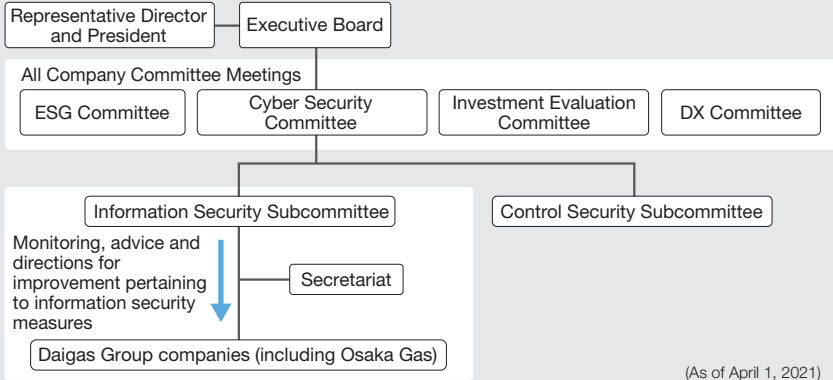 Representative Director
and President
Executive Board
All Company Committee Meetings
ESG Committee
Cyber Security
Committee
Investment Evaluation
Committee
DX Committee
Information Security Subcommittee
Control Security Subcommittee
Monitoring, advice and
directions for
improvement pertaining
to information security
measures
Secretariat
Daigas Group companies (including Osaka Gas)
(As of April 1, 2021)